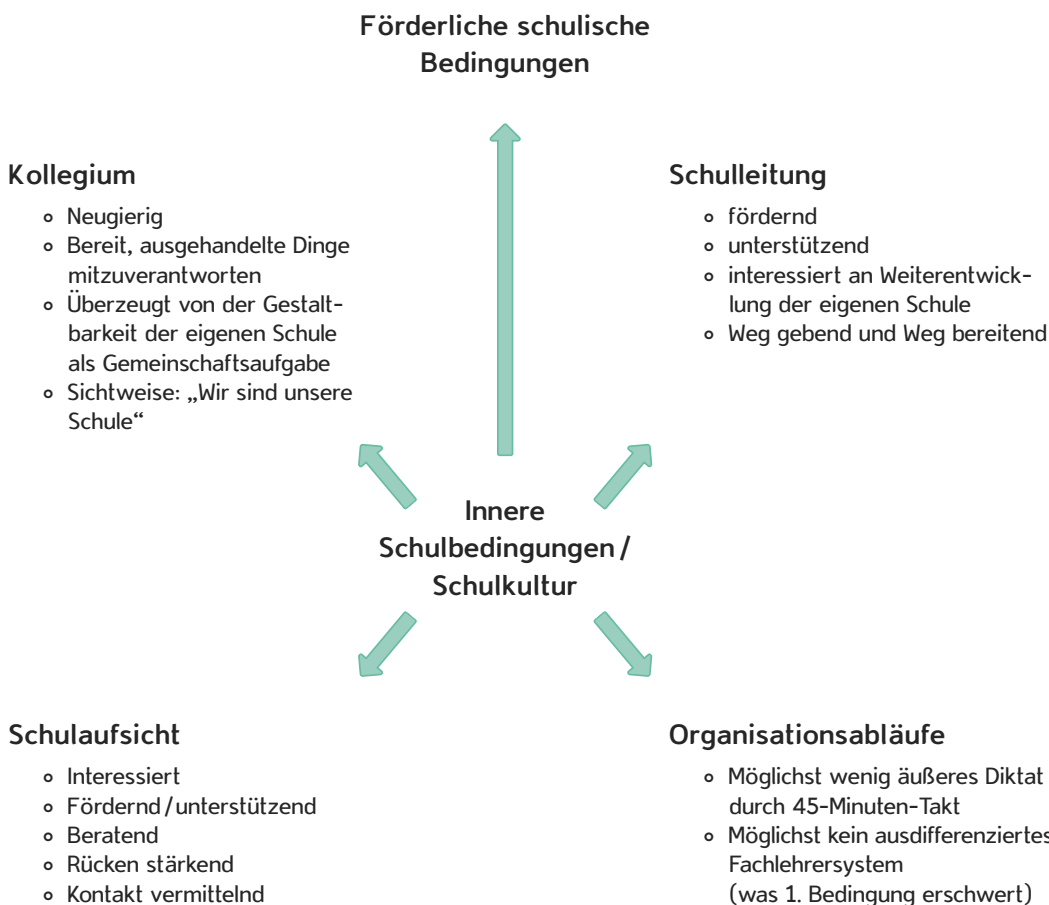 Förderliche schulische
Bedingungen
Kollegium
∘ Neugierig
∘ Bereit, ausgehandelte Dinge
mitzuverantworten
∘ Überzeugt von der Gestalt-
barkeit der eigenen Schule
als Gemeinschaftsaufgabe
∘ Sichtweise: „Wir sind unsere
Schule“
Schulleitung
∘ fördernd
∘ unterstützend
∘ interessiert an Weiterentwick-
lung der eigenen Schule
∘ Weg gebend und Weg bereitend
Innere
Schulbedingungen /
Schulkultur
Schulaufsicht
∘ Interessiert
∘ Fördernd / unterstützend
∘ Beratend
∘ Rücken stärkend
∘ Kontakt vermittelnd
Organisationsabläufe
∘ Möglichst wenig äußeres Diktat
durch 45-Minuten-Takt
∘ Möglichst kein ausdifferenziertes
Fachlehrersystem
(was 1. Bedingung erschwert)